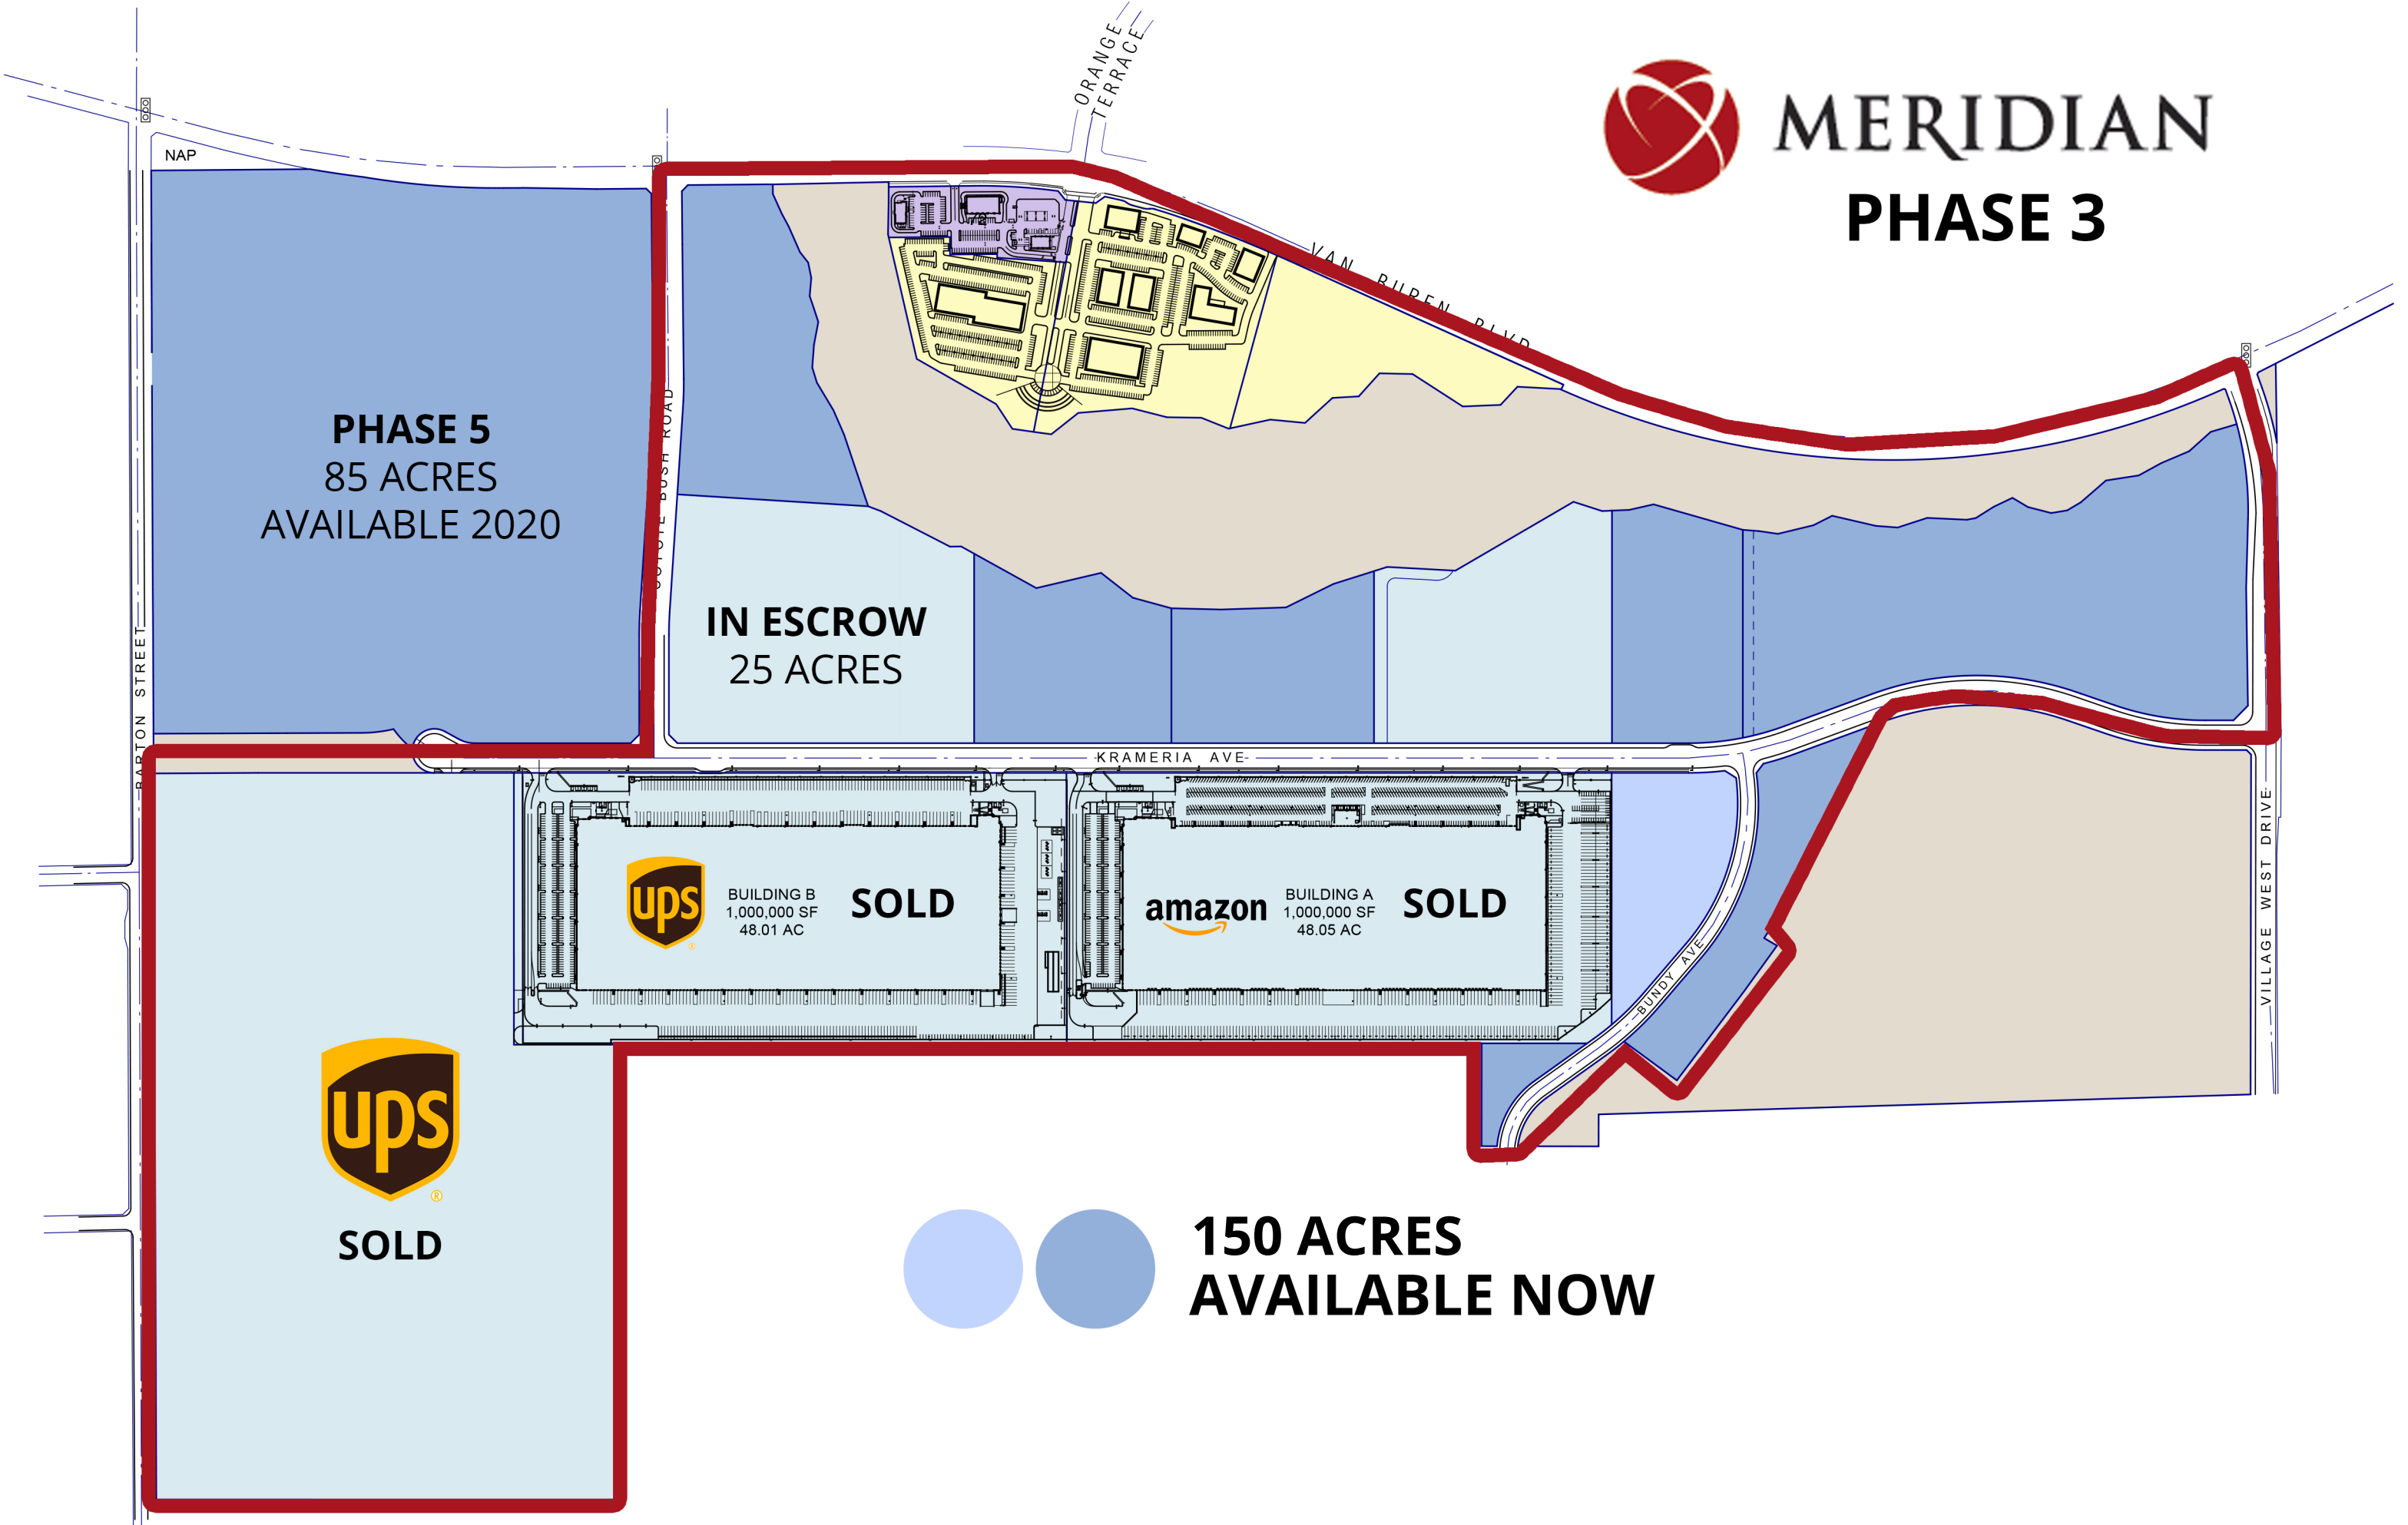 ORANGE
TERRACE
MERIDIAN
PHASE 3
NAP
VAN BUREN BLVD
PHASE 5
85 ACRES
AVAILABLE 2020
COYOTE BUSH ROAD
IN ESCROW
25 ACRES
BARTON STREET
KRAMERIA AVE
ups
®
BUILDING B
1,000,000 SF
48.01 AC
SOLD
amazon
BUILDING A
1,000,000 SF
48.05 AC
SOLD
BUNDY AVE
VILLAGE WEST DRIVE
ups
®
SOLD
150 ACRES
AVAILABLE NOW